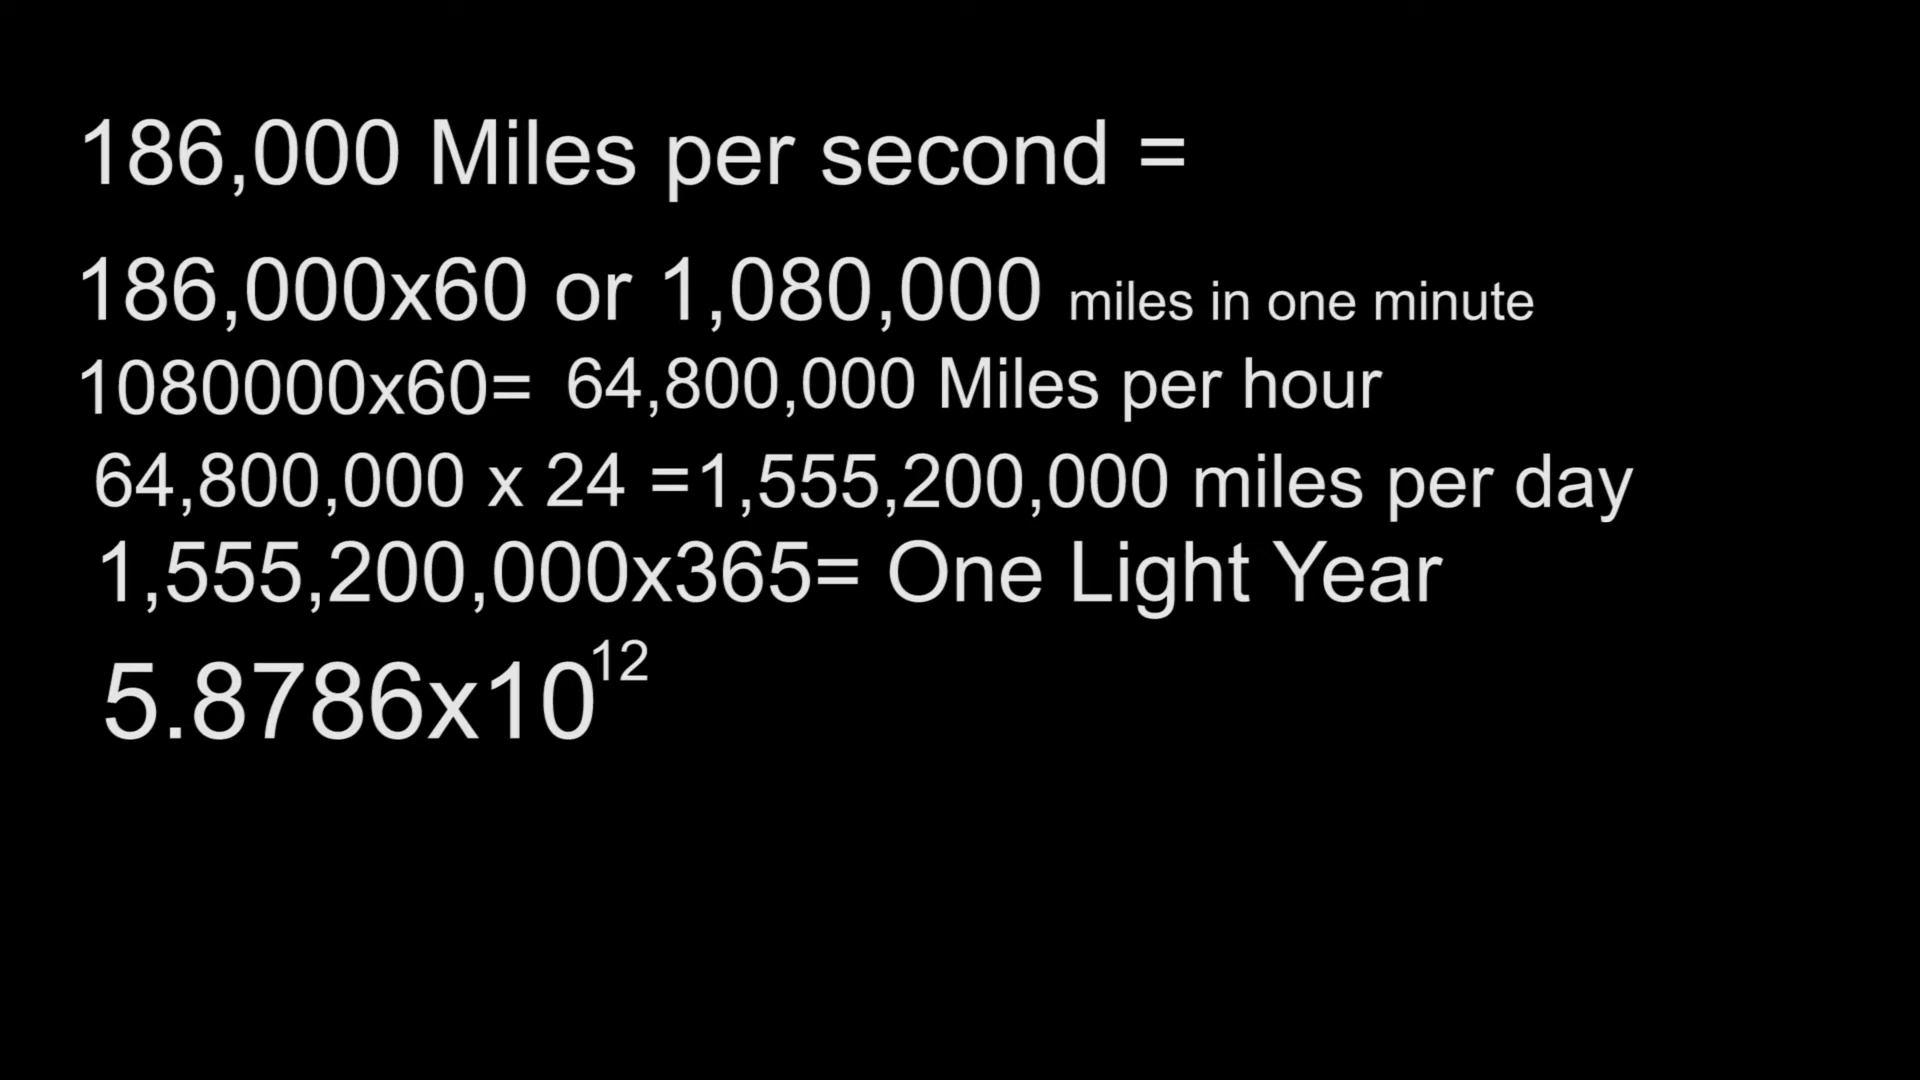 186,000 Miles per second =
186,000x60 or 1,080,000 miles in one minute
1080000x60= 64,800,000 Miles per hour
64,800,000 x 24 =1,555,200,000 miles per day
1,555,200,000x365= One Light Year
5.8786x10¹²